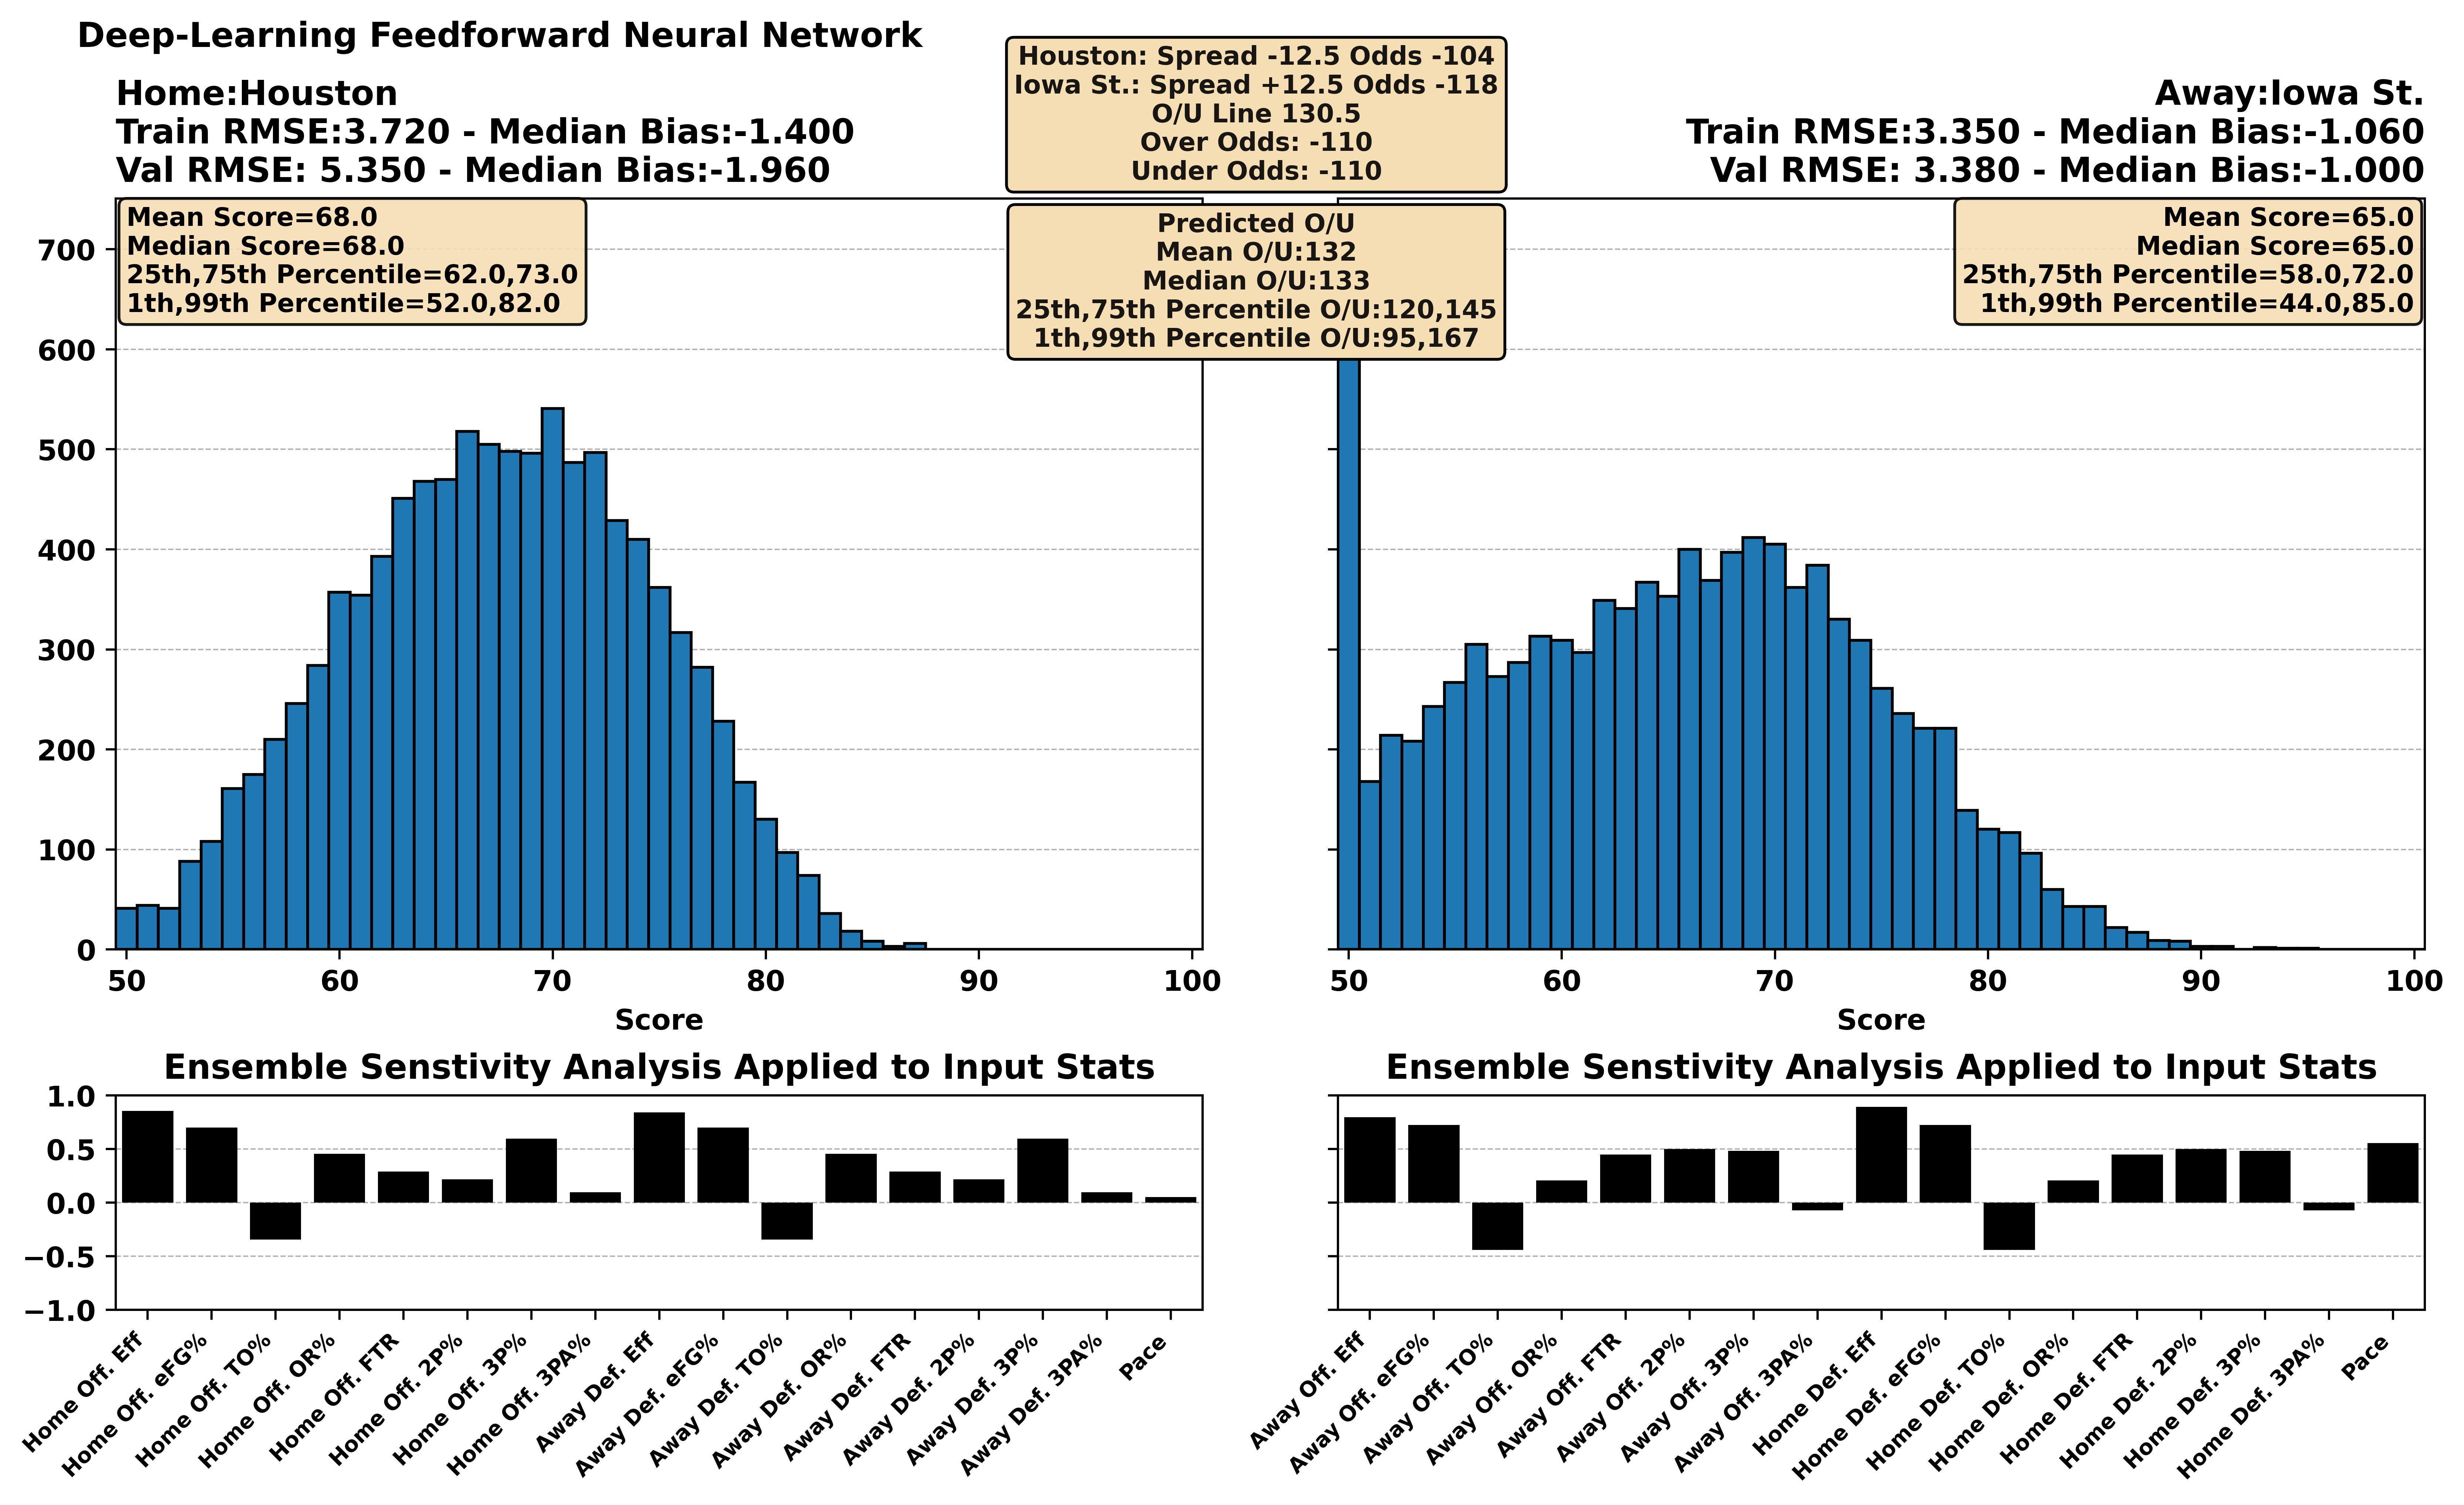 Deep-Learning Feedforward Neural Network
Home:Houston
Train RMSE:3.720 - Median Bias:-1.400
Val RMSE: 5.350 - Median Bias:-1.960
Houston: Spread -12.5 Odds -104
Iowa St.: Spread +12.5 Odds -118
O/U Line 130.5
Over Odds: -110
Under Odds: -110
Away:Iowa St.
Train RMSE:3.350 - Median Bias:-1.060
Val RMSE: 3.380 - Median Bias:-1.000
Mean Score=68.0
Median Score=68.0
25th,75th Percentile=62.0,73.0
1th,99th Percentile=52.0,82.0
Predicted O/U
Mean O/U:132
Median O/U:133
25th,75th Percentile O/U:120,145
1th,99th Percentile O/U:95,167
Mean Score=65.0
Median Score=65.0
25th,75th Percentile=58.0,72.0
1th,99th Percentile=44.0,85.0
700
600
500
400
300
200
100
0
50 60 70 80 90 100
Score
50 60 70 80 90 100
Score
Ensemble Senstivity Analysis Applied to Input Stats
1.0
0.5
0.0
−0.5
−1.0
Home Off. Eff
Home Off. eFG%
Home Off. TO%
Home Off. OR%
Home Off. FTR
Home Off. 2P%
Home Off. 3P%
Home Off. 3PA%
Away Def. Eff
Away Def. eFG%
Away Def. TO%
Away Def. OR%
Away Def. FTR
Away Def. 2P%
Away Def. 3P%
Away Def. 3PA%
Pace
Ensemble Senstivity Analysis Applied to Input Stats
Away Off. Eff
Away Off. eFG%
Away Off. TO%
Away Off. OR%
Away Off. FTR
Away Off. 2P%
Away Off. 3P%
Away Off. 3PA%
Home Def. Eff
Home Def. eFG%
Home Def. TO%
Home Def. OR%
Home Def. FTR
Home Def. 2P%
Home Def. 3P%
Home Def. 3PA%
Pace